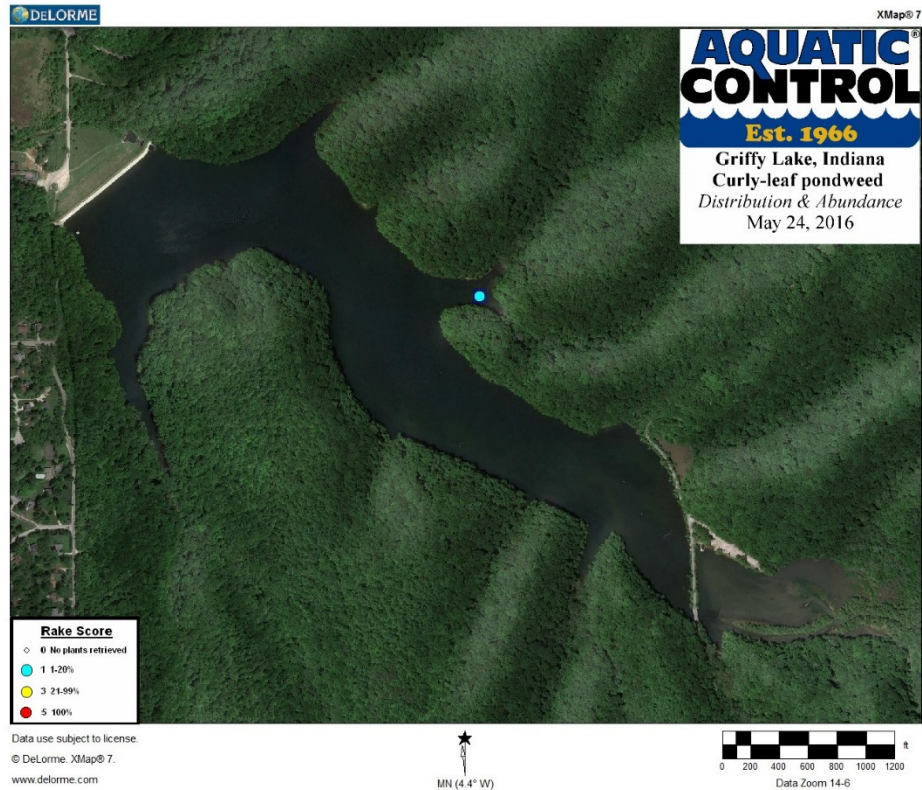 DELORME
XMap® 7
AQUATIC
CONTROL®
Est. 1966
Griffy Lake, Indiana
Curly-leaf pondweed
Distribution & Abundance
May 24, 2016
Rake Score
0 No plants retrieved
1 1-20%
3 21-99%
5 100%
Data use subject to license.
© DeLorme. XMap® 7.
www.delorme.com
N
MN (4.4° W)
ft
0 200 400 600 800 1000 1200
Data Zoom 14-6